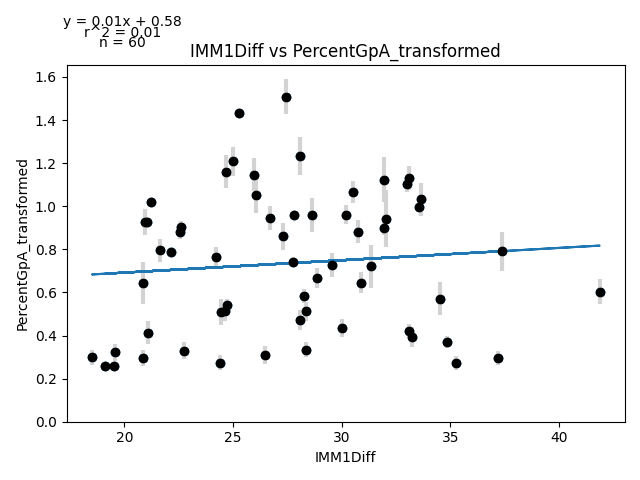 y = 0.01x + 0.58
r^2 = 0.01
n = 60
IMM1Diff vs PercentGpA_transformed
PercentGpA_transformed
1.6
1.4
1.2
1.0
0.8
0.6
0.4
0.2
0.0
20 25 30 35 40
IMM1Diff